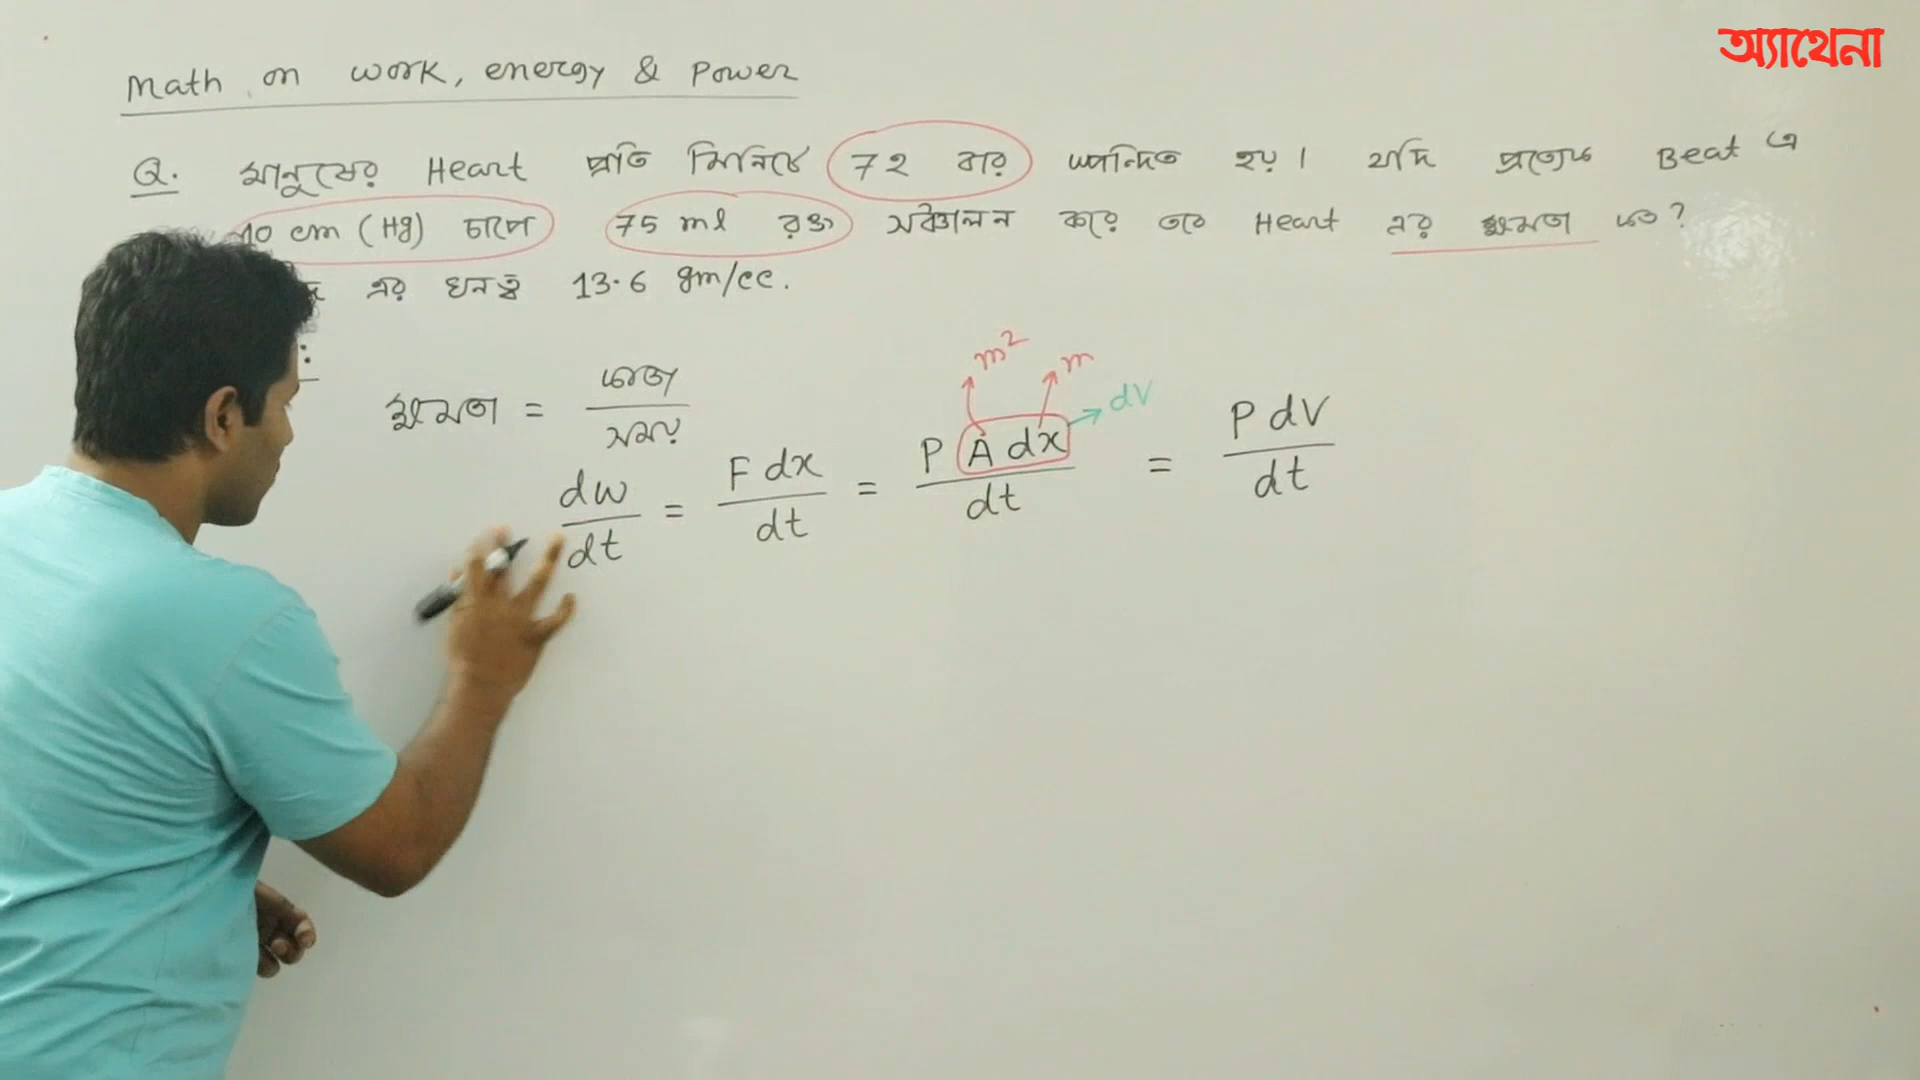 অ্যাথেনা
Math on work, energy & Power
Q. মানুষের Heart প্রতি মিনিটে 72 বার স্পন্দিত হয়। যদি প্রত্যেক Beat এ
10 cm (Hg) চাপে 75 ml রক্ত সঞ্চালন করে তবে Heart এর ক্ষমতা কত?
এর ঘনত্ব 13.6 gm/cc.
:
m² m
dV
ক্ষমতা = কাজ / সময়
dw/dt = F dx/dt = P A dx/dt = P dV/dt